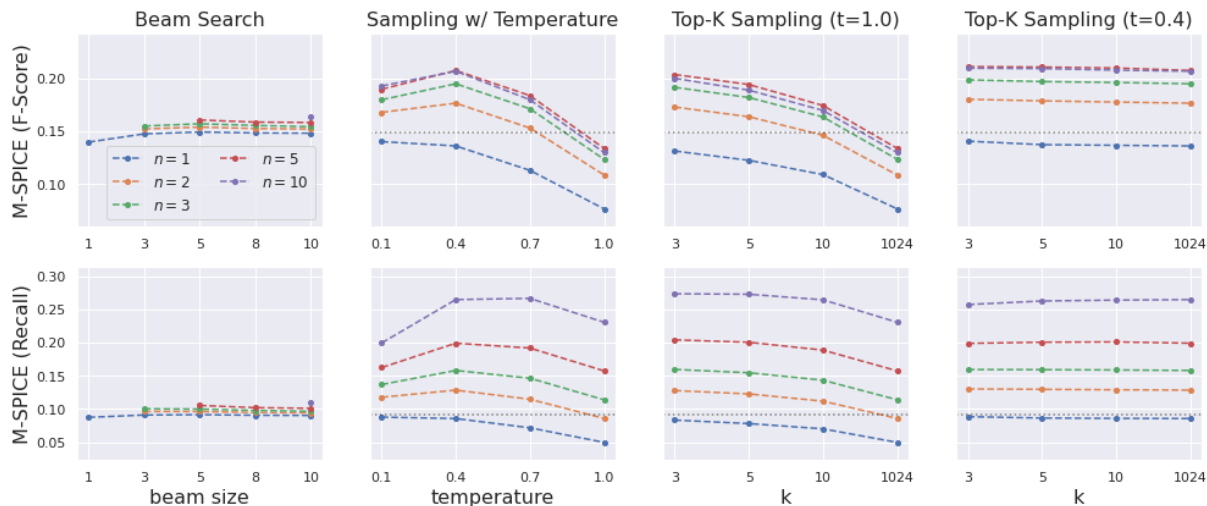 Beam Search
Sampling w/ Temperature
Top-K Sampling (t=1.0)
Top-K Sampling (t=0.4)
M-SPICE (F-Score)
0.20
0.15
0.10
n = 1
n = 2
n = 3
n = 5
n = 10
1 3 5 8 10
0.1 0.4 0.7 1.0
3 5 10 1024
3 5 10 1024
M-SPICE (Recall)
0.30
0.25
0.20
0.15
0.10
0.05
1 3 5 8 10
0.1 0.4 0.7 1.0
3 5 10 1024
3 5 10 1024
beam size
temperature
k
k